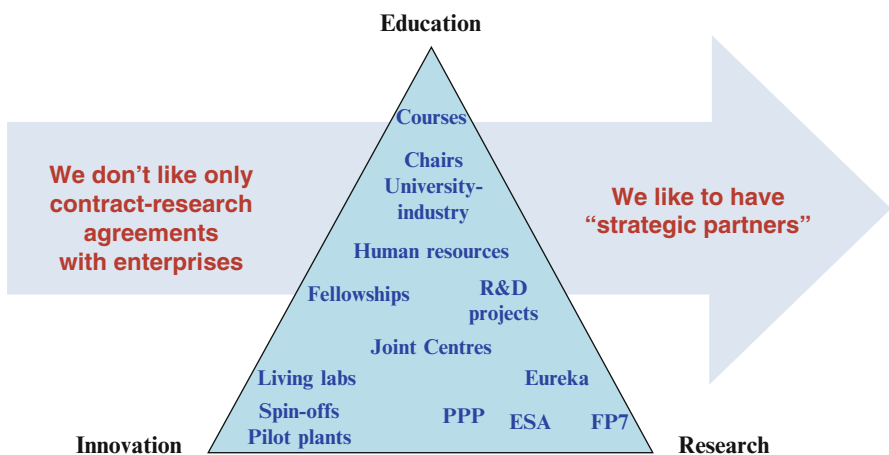 Education
Courses
Chairs
University-
industry
We don't like only
contract-research
agreements
with enterprises
We like to have
“strategic partners”
Human resources
Fellowships
R&D
projects
Joint Centres
Living labs
Eureka
Spin-offs
Pilot plants
PPP
ESA
FP7
Innovation
Research